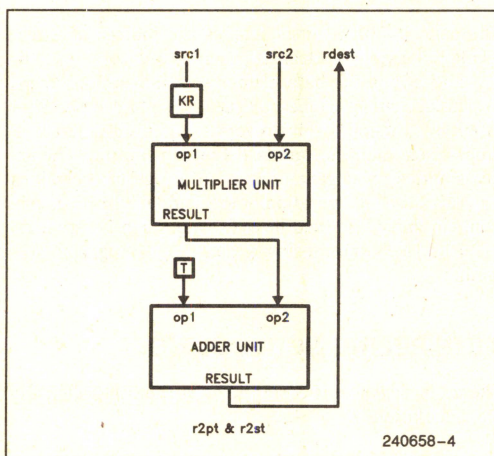 src1 src2 rdest
KR
op1 op2
MULTIPLIER UNIT
RESULT
T
op1 op2
ADDER UNIT
RESULT
r2pt & r2st
240658-4